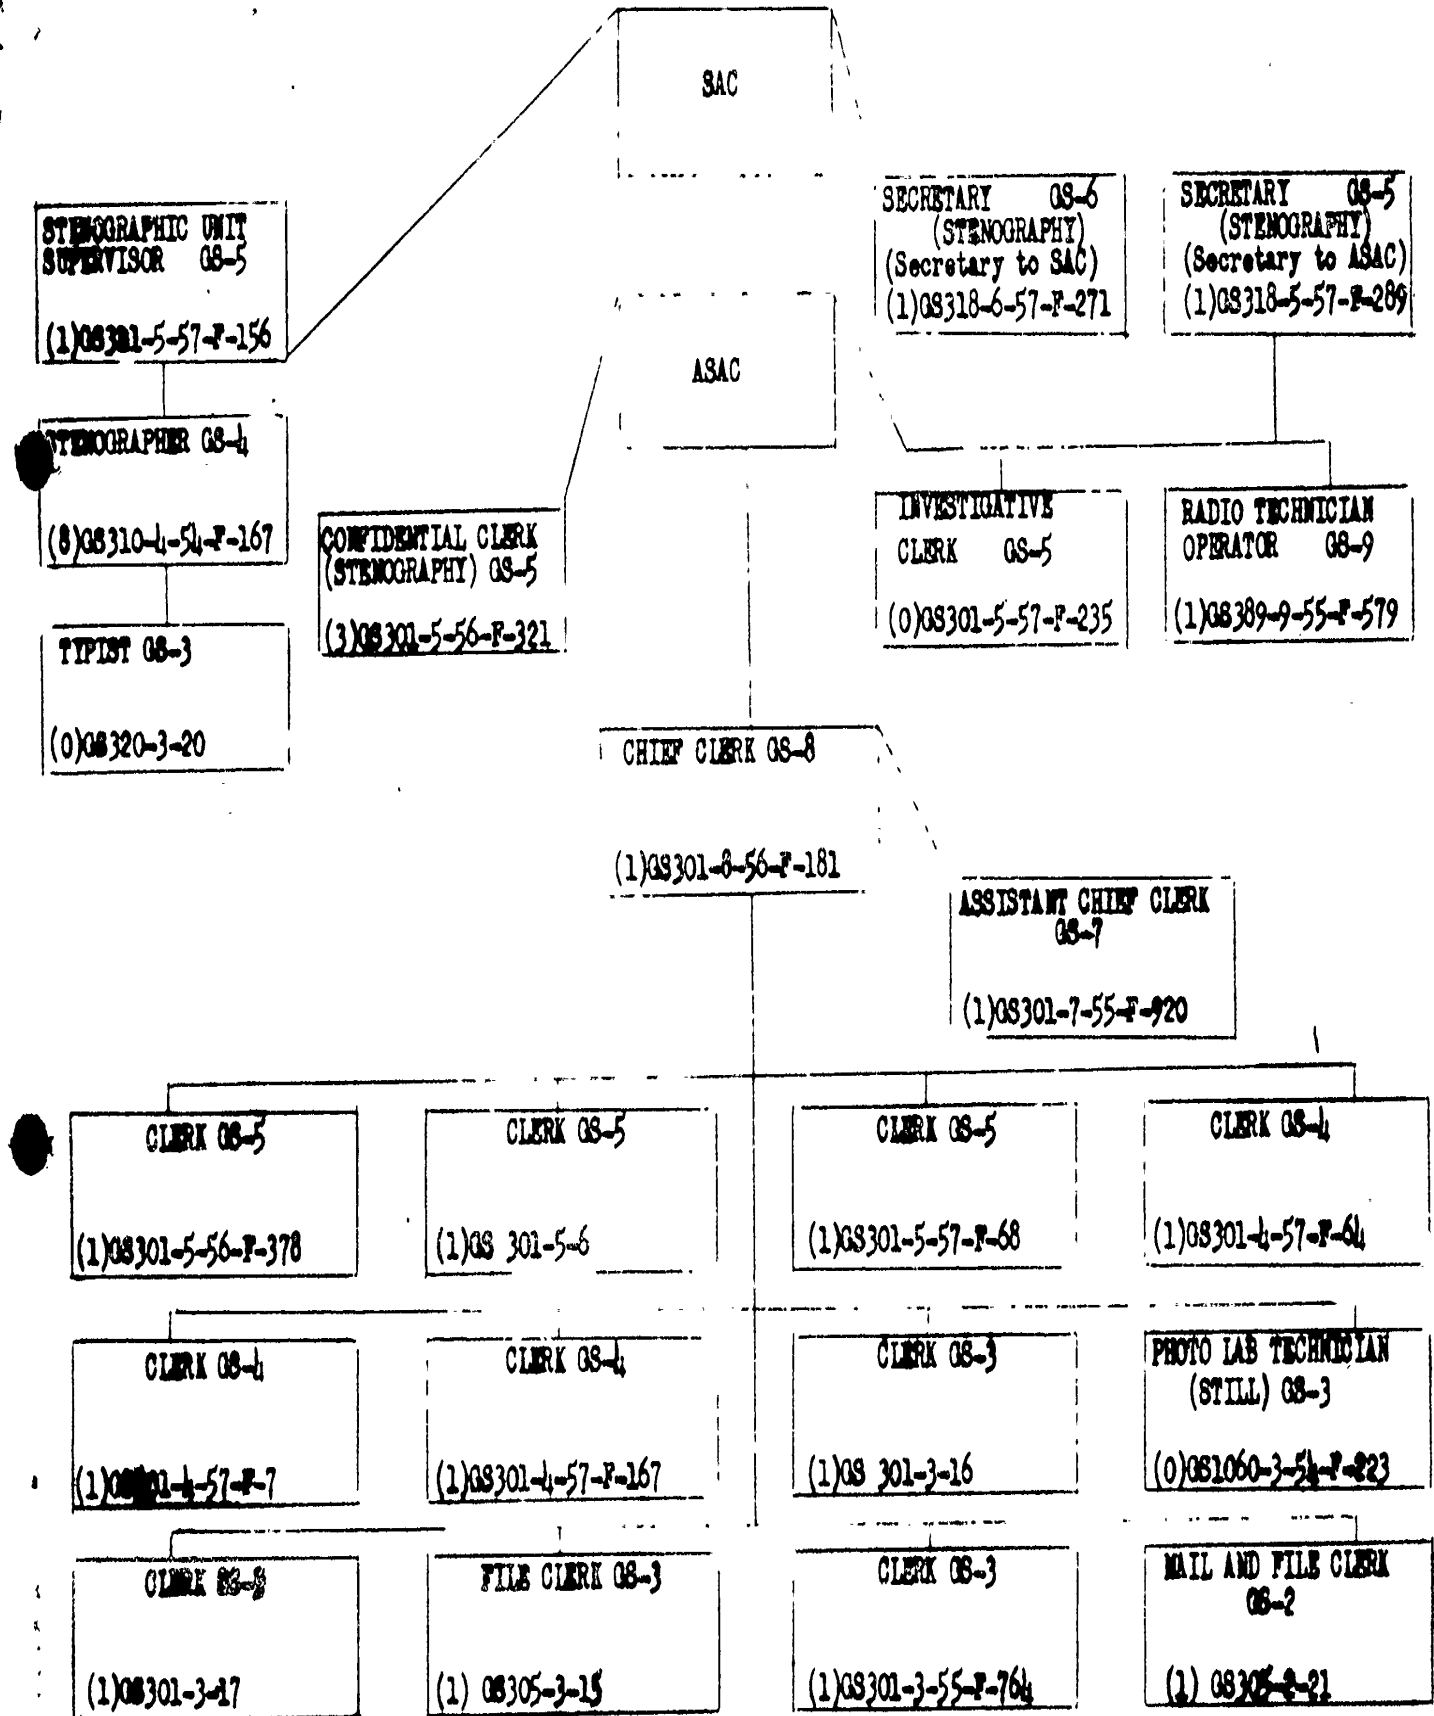 SAC
STENOGRAPHIC UNIT
SUPERVISOR GS-5
(1)GS321-5-57-F-156
SECRETARY GS-6
(STENOGRAPHY)
(Secretary to SAC)
(1)GS318-6-57-F-271
SECRETARY GS-5
(STENOGRAPHY)
(Secretary to ASAC)
(1)GS318-5-57-F-289
ASAC
STENOGRAPHER GS-4
(8)GS310-4-54-F-167
CONFIDENTIAL CLERK
(STENOGRAPHY) GS-5
(3)GS301-5-56-F-321
INVESTIGATIVE
CLERK GS-5
(0)GS301-5-57-F-235
RADIO TECHNICIAN
OPERATOR GS-9
(1)GS389-9-55-F-579
TYPIST GS-3
(0)GS320-3-20
CHIEF CLERK GS-8
(1)GS301-8-56-F-181
ASSISTANT CHIEF CLERK
GS-7
(1)GS301-7-55-F-920
CLERK GS-5
(1)GS301-5-56-F-378
CLERK GS-5
(1)GS 301-5-6
CLERK GS-5
(1)GS301-5-57-F-68
CLERK GS-4
(1)GS301-4-57-F-64
CLERK GS-4
(1)GS301-4-57-F-7
CLERK GS-4
(1)GS301-4-57-F-167
CLERK GS-3
(1)GS 301-3-16
PHOTO LAB TECHNICIAN
(STILL) GS-3
(0)GS1060-3-54-F-223
CLERK
(1)GS301-3-17
FILE CLERK GS-3
(1) GS305-3-15
CLERK GS-3
(1)GS301-3-55-F-764
MAIL AND FILE CLERK
GS-2
(1) GS305-2-21